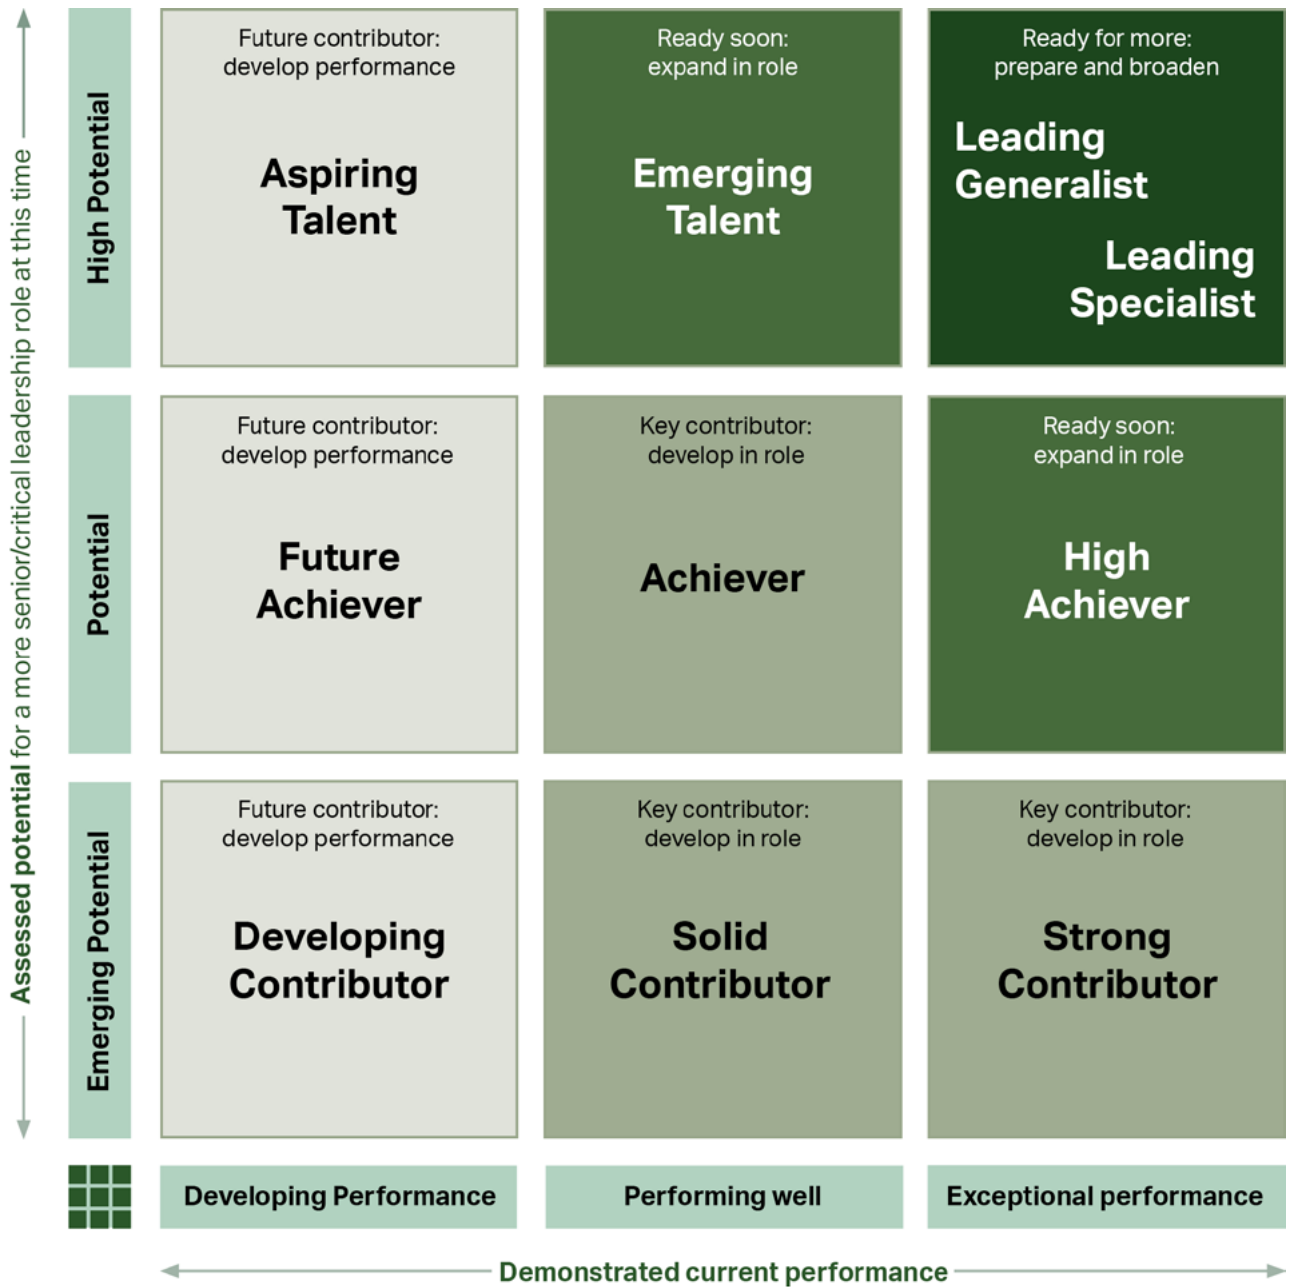 Assessed potential for a more senior/critical leadership role at this time
High Potential
Future contributor:
develop performance
Aspiring
Talent
Ready soon:
expand in role
Emerging
Talent
Ready for more:
prepare and broaden
Leading
Generalist
Leading
Specialist
Potential
Future contributor:
develop performance
Future
Achiever
Key contributor:
develop in role
Achiever
Ready soon:
expand in role
High
Achiever
Emerging Potential
Future contributor:
develop performance
Developing
Contributor
Key contributor:
develop in role
Solid
Contributor
Key contributor:
develop in role
Strong
Contributor
Developing Performance
Performing well
Exceptional performance
Demonstrated current performance